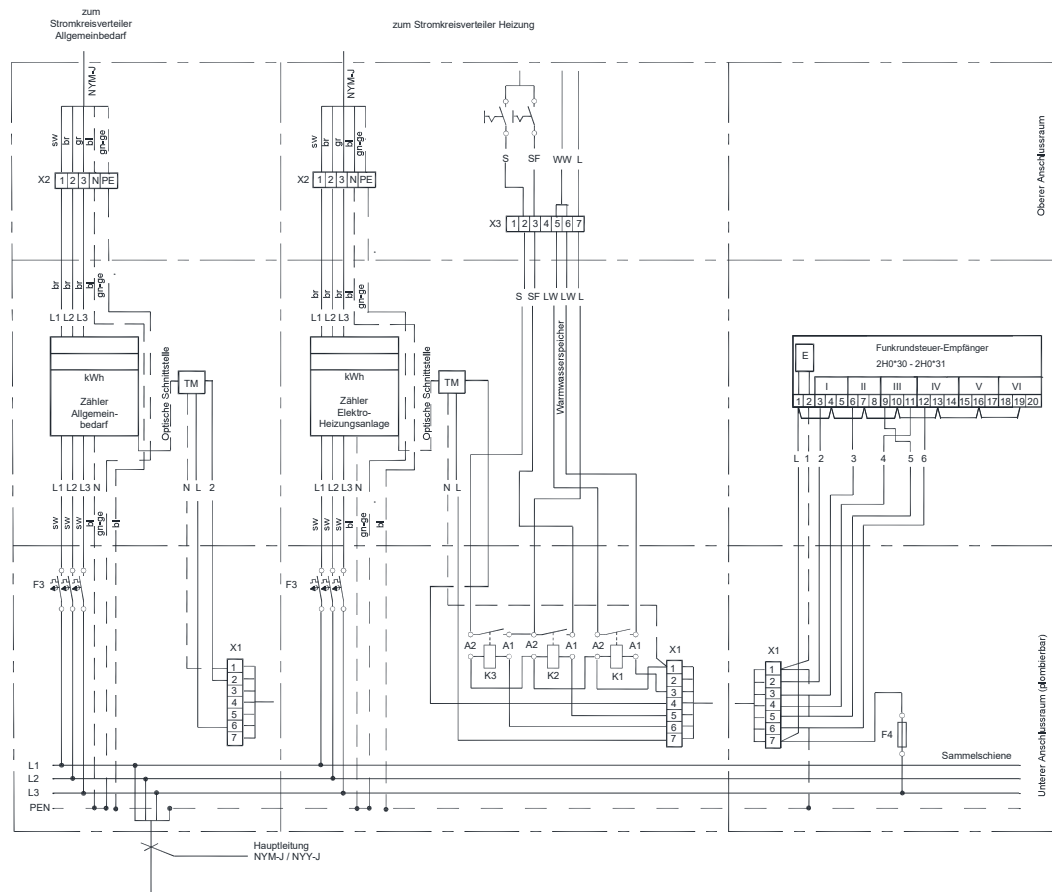 zum
Stromkreisverteiler
Allgemeinbedarf
zum Stromkreisverteiler Heizung
NYM-J
NYM-J
sw br gr bl gn-ge
sw br gr bl gn-ge
S SF WW L
X2 1 2 3 N PE
X2 1 2 3 N PE
X3 1 2 3 4 5 6 7
Oberer Anschlussraum
br br br bl gn-ge
br br br bl gn-ge
S SF LW LW L
L1 L2 L3
L1 L2 L3
kWh
Zähler
Allgemein-
bedarf
Optische Schnittstelle
TM
kWh
Zähler
Elektro-
Heizungsanlage
Optische Schnittstelle
TM
Warmwasserspeicher
E
Funkrundsteuer-Empfänger
2H0*30 - 2H0*31
I II III IV V VI
1 2 3 4 5 6 7 8 9 10 11 12 13 14 15 16 17 18 19 20
L 1 2 3 4 5 6
L1 L2 L3 N
N L 2
L1 L2 L3 N
N L
sw sw sw bl gn-ge bl
sw sw sw bl gn-ge bl
F3
F3
A2 A1 A2 A1 A2 A1
K3 K2 K1
X1
1
2
3
4
5
6
7
X1
1
2
3
4
5
6
7
X1
1
2
3
4
5
6
7
F4
Unterer Anschlussraum (plombierbar)
Sammelschiene
L1
L2
L3
PEN
Hauptleitung
NYM-J / NYY-J